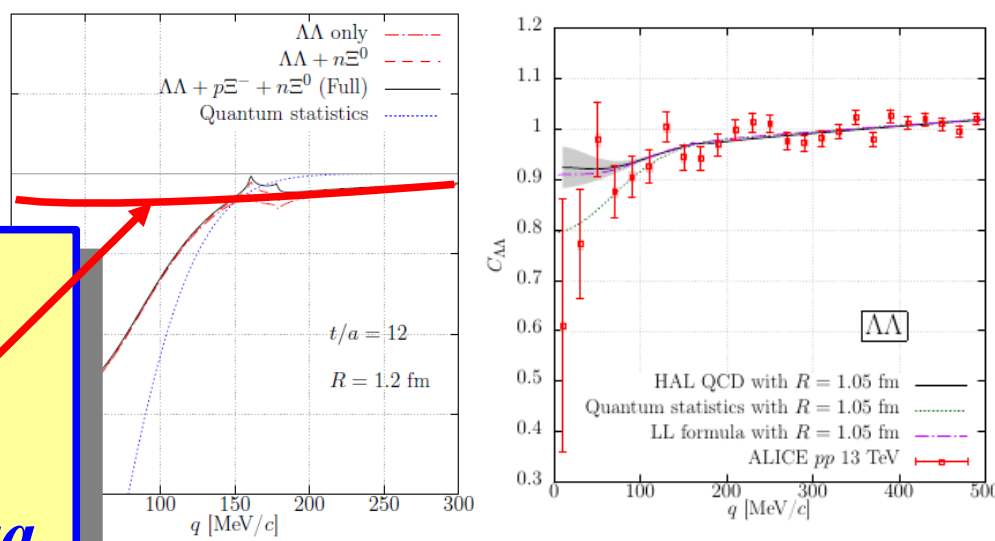 ΛΛ only
ΛΛ + nΞ⁰
ΛΛ + pΞ⁻ + nΞ⁰ (Full)
Quantum statistics
t/a = 12
R = 1.2 fm
100 150 200 250 300
q [MeV/c]
1.2
1.1
1
0.9
0.8
0.7
0.6
0.5
0.4
0.3
C_ΛΛ
ΛΛ
HAL QCD with R = 1.05 fm
Quantum statistics with R = 1.05 fm
LL formula with R = 1.05 fm
ALICE pp 13 TeV
0 100 200 300 400 500
q [MeV/c]